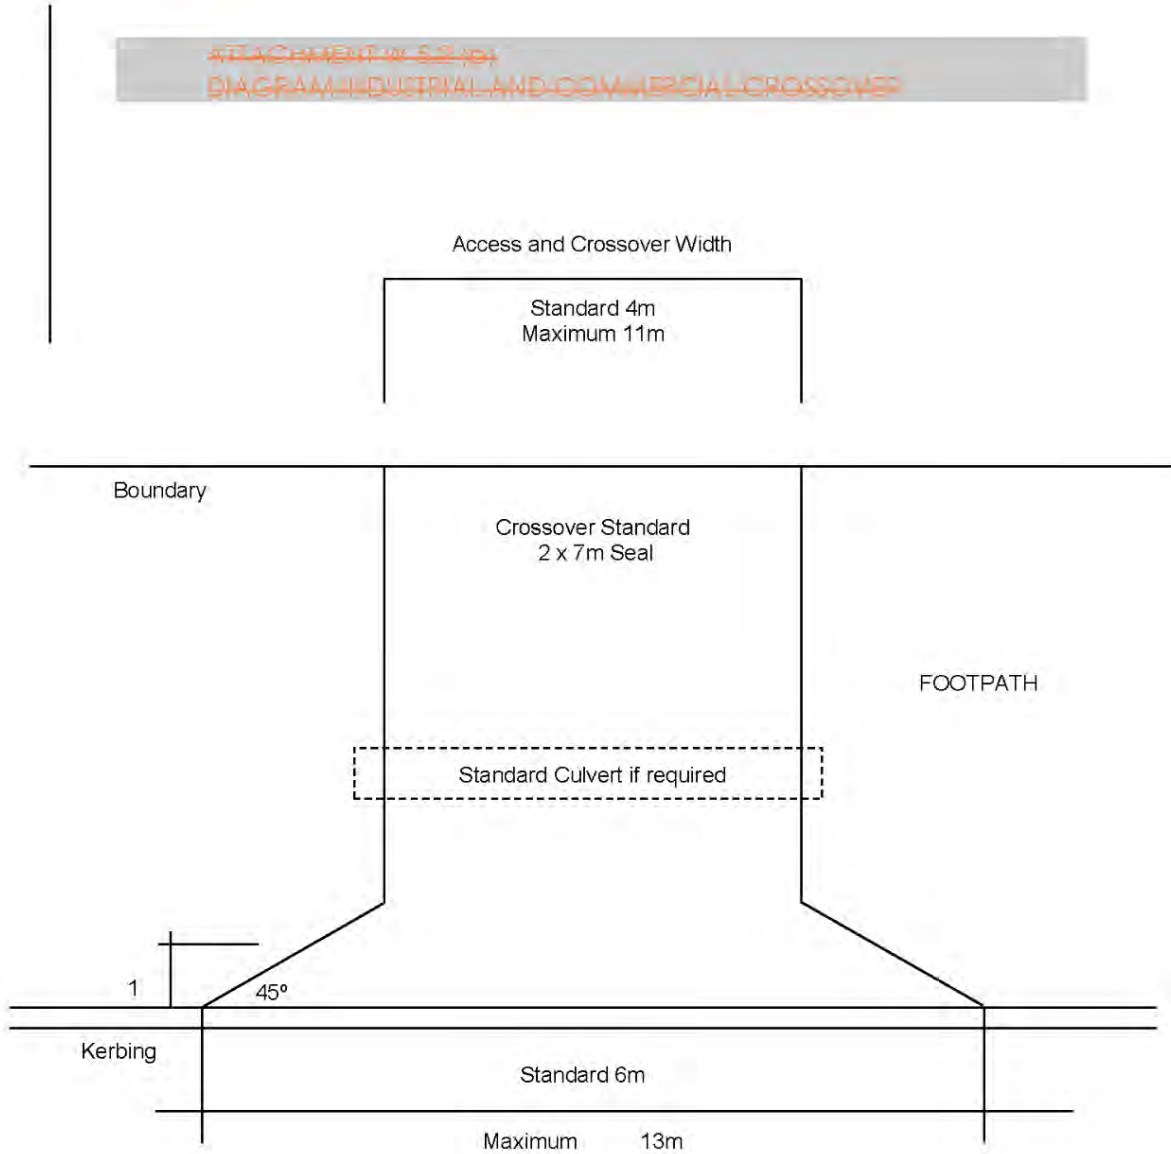 ATTACHMENT W 5.2 (b)
DIAGRAM INDUSTRIAL AND COMMERCIAL CROSSOVER
Access and Crossover Width
Standard 4m
Maximum 11m
Boundary
Crossover Standard
2 x 7m Seal
FOOTPATH
Standard Culvert if required
1
45º
Kerbing
Standard 6m
Maximum 13m